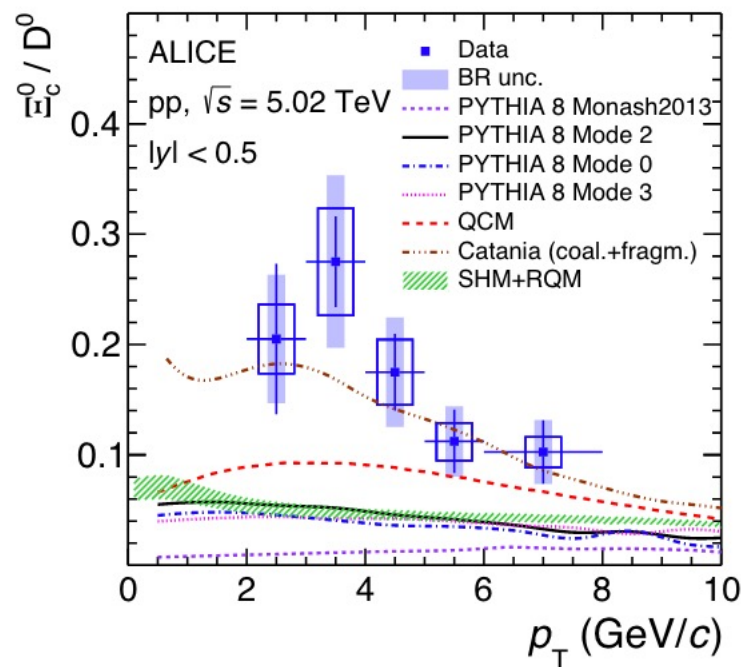 Ξ⁰c / D⁰
ALICE
pp, √s = 5.02 TeV
|y| < 0.5
Data
BR unc.
PYTHIA 8 Monash2013
PYTHIA 8 Mode 2
PYTHIA 8 Mode 0
PYTHIA 8 Mode 3
QCM
Catania (coal.+fragm.)
SHM+RQM
0.4
0.3
0.2
0.1
0 2 4 6 8 10
pT (GeV/c)